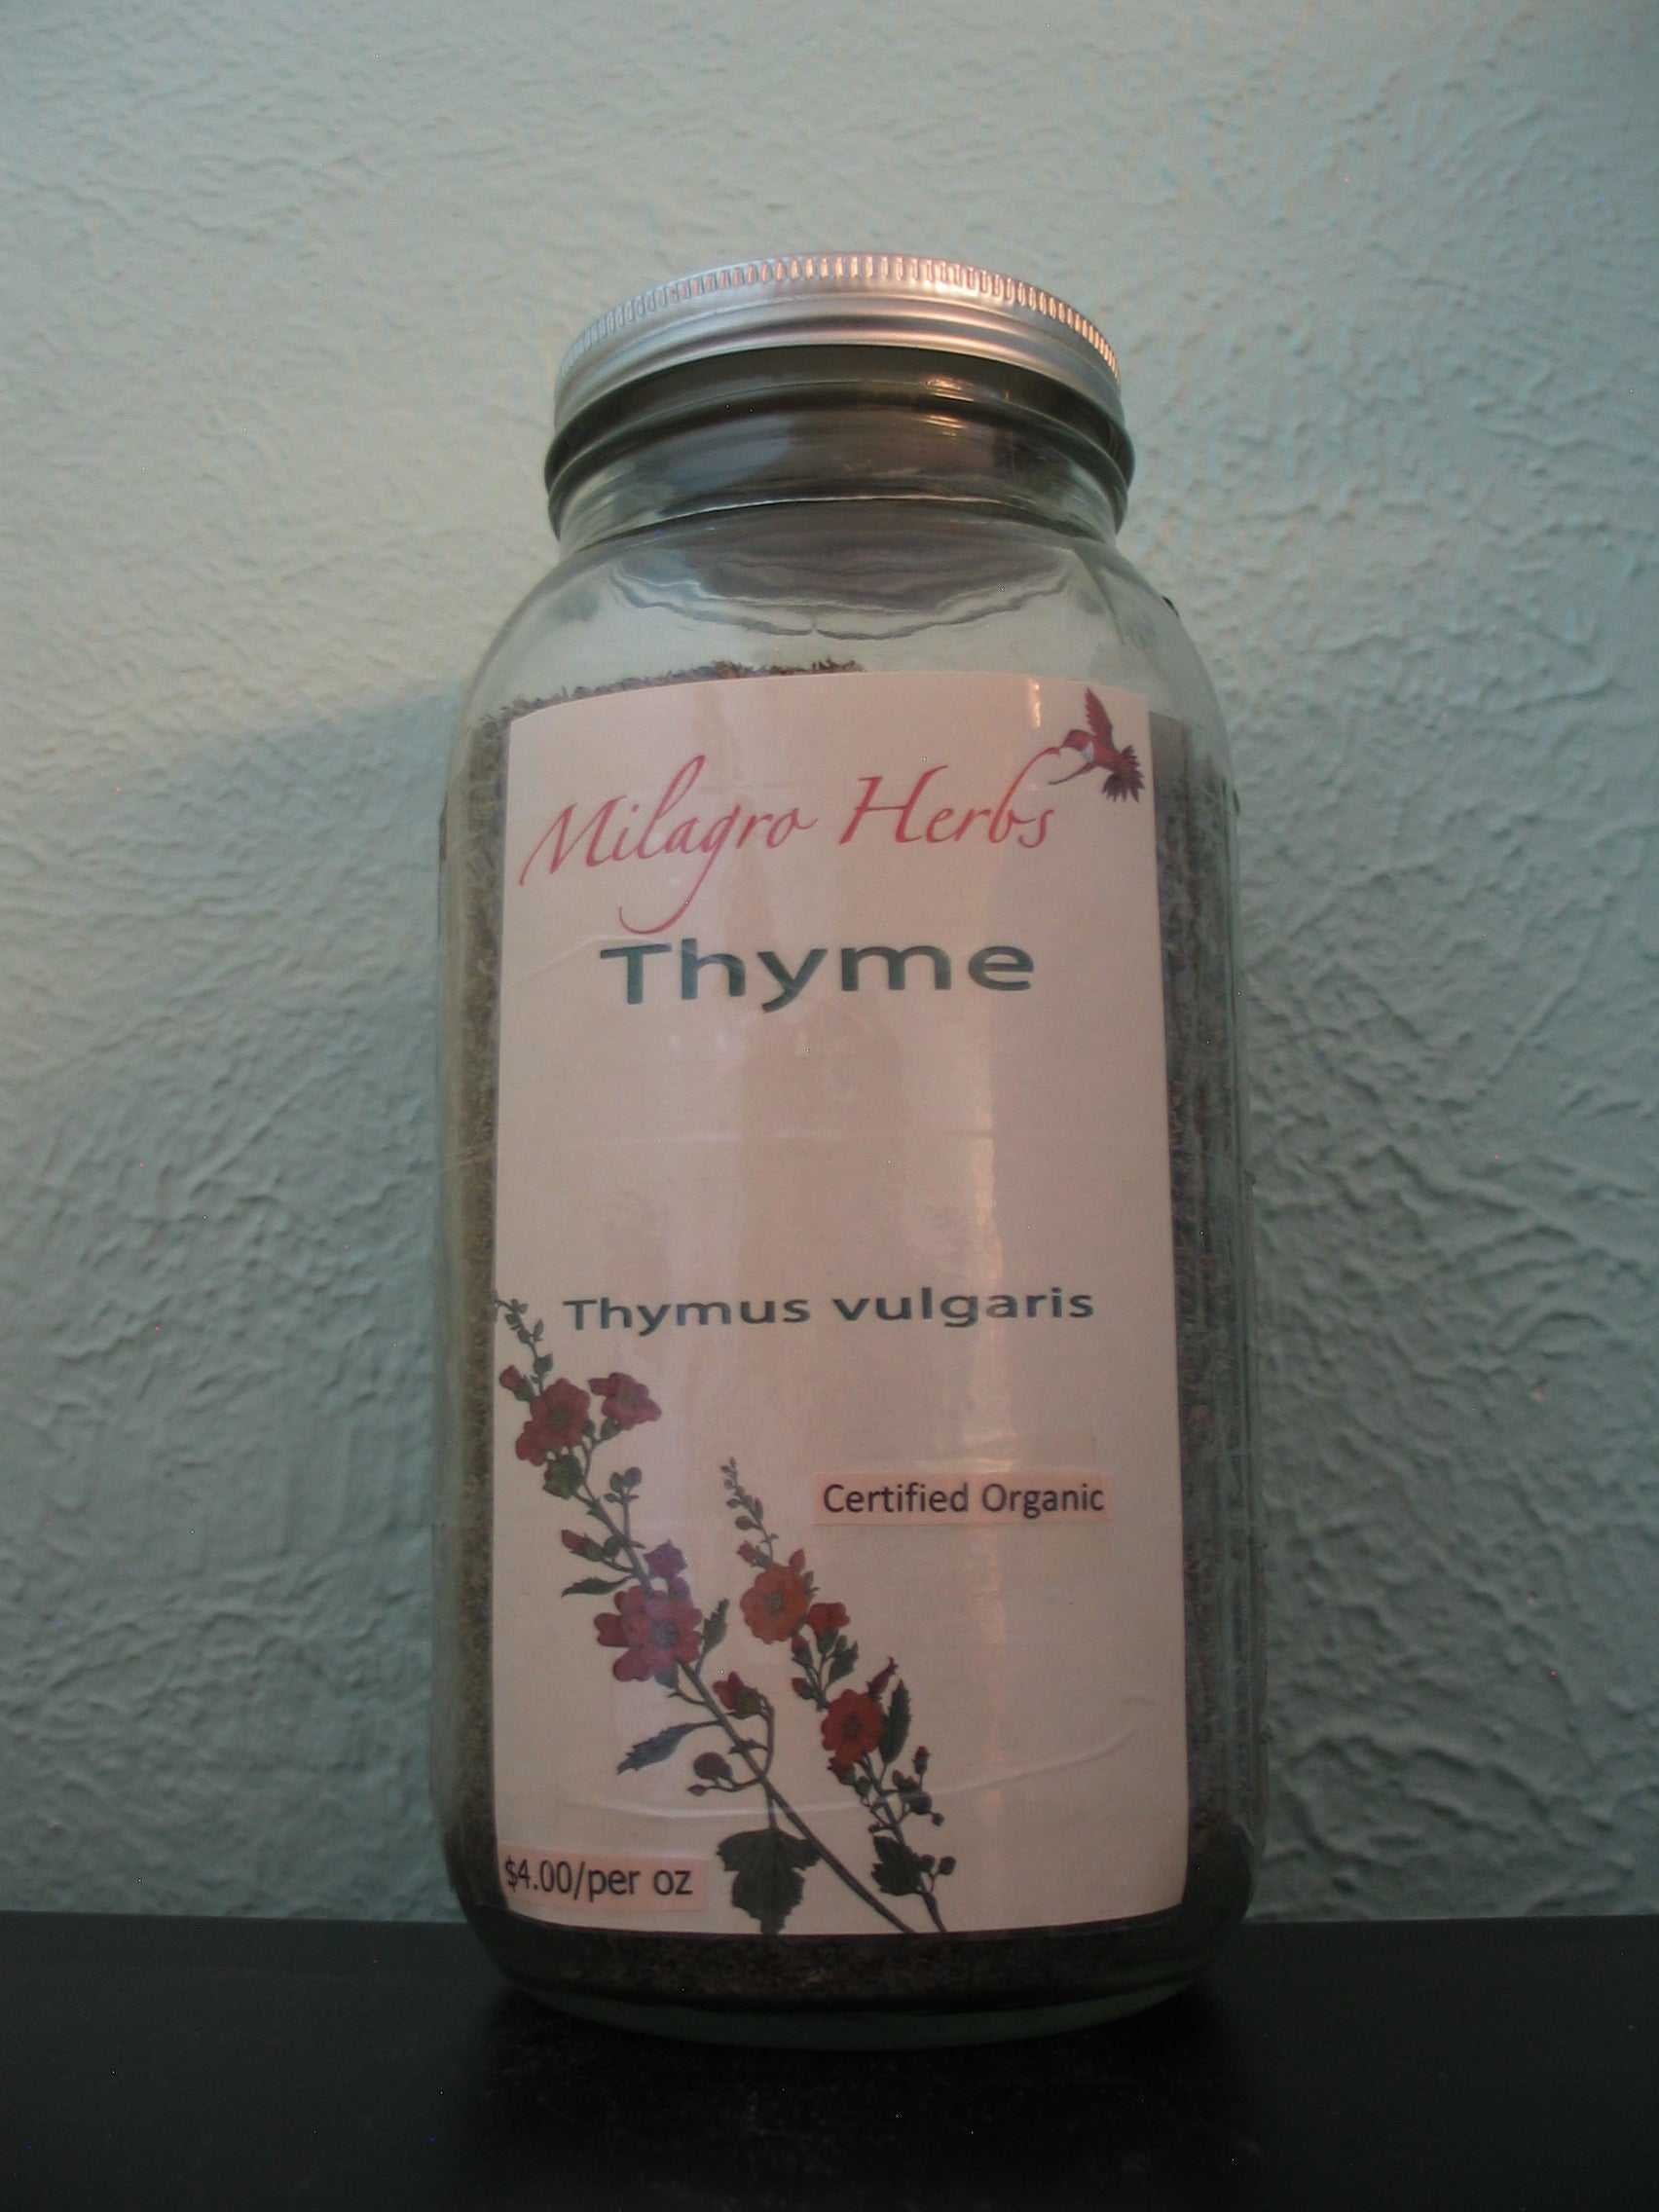 Milagro Herbs
Thyme
Thymus vulgaris
Certified Organic
$4.00/per oz